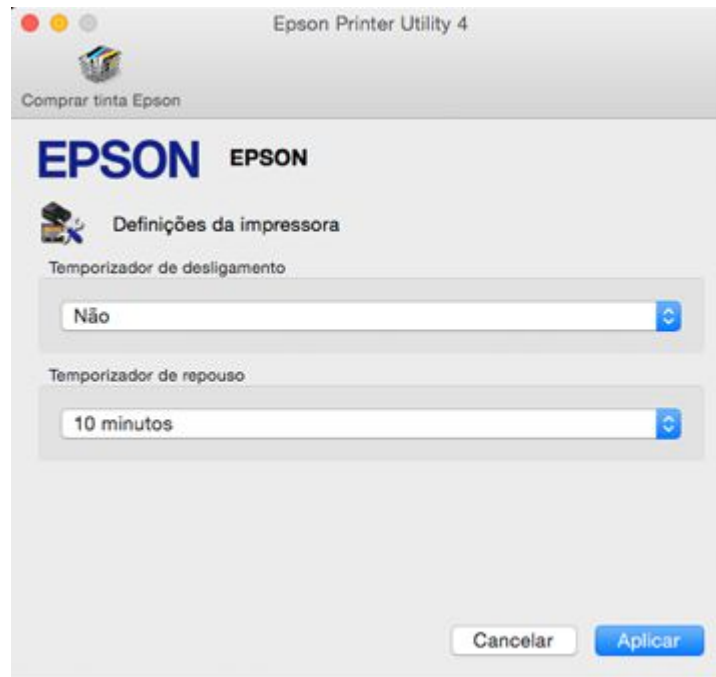 Epson Printer Utility 4
Comprar tinta Epson
EPSON EPSON
Definições da impressora
Temporizador de desligamento
Não
Temporizador de repouso
10 minutos
Cancelar Aplicar